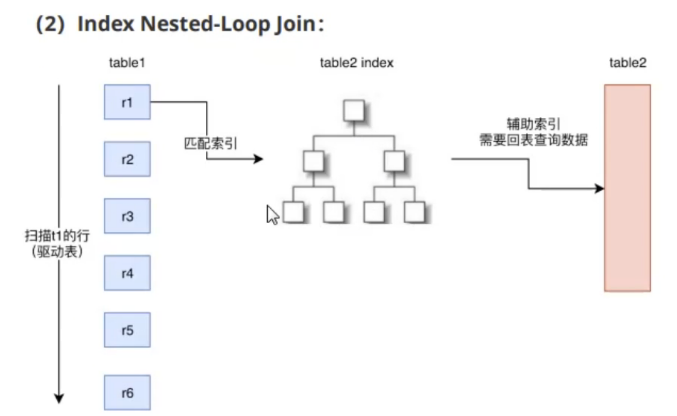 (2) Index Nested-Loop Join：
table1
table2 index
table2
r1
匹配索引
辅助索引
需要回表查询数据
r2
r3
扫描t1的行
（驱动表）
r4
r5
r6